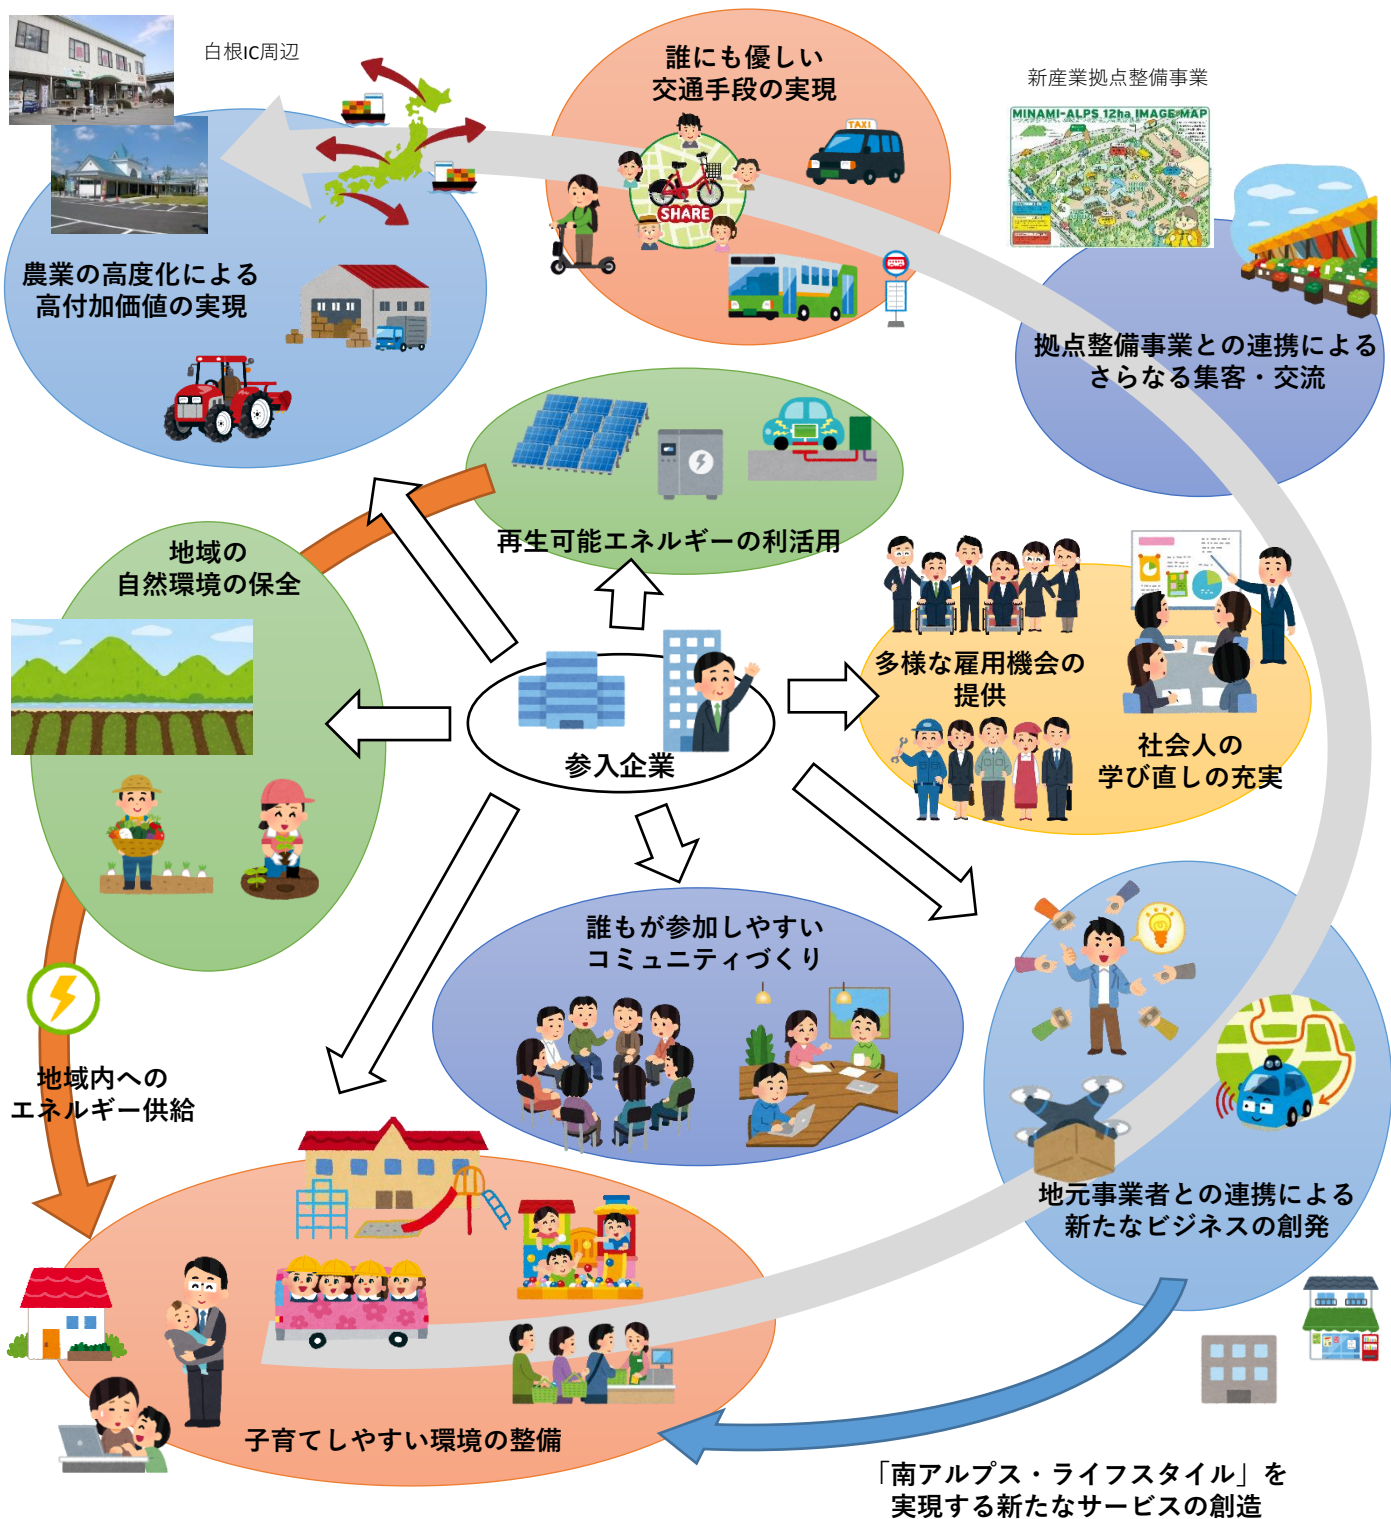 白根IC周辺
誰にも優しい
交通手段の実現
TAXI
SHARE
新産業拠点整備事業
MINAMI-ALPS 12ha IMAGE MAP
農業の高度化による
高付加価値の実現
拠点整備事業との連携による
さらなる集客・交流
再生可能エネルギーの利活用
地域の
自然環境の保全
多様な雇用機会の
提供
社会人の
学び直しの充実
参入企業
誰もが参加しやすい
コミュニティづくり
地域内への
エネルギー供給
地元事業者との連携による
新たなビジネスの創発
子育てしやすい環境の整備
「南アルプス・ライフスタイル」を
実現する新たなサービスの創造